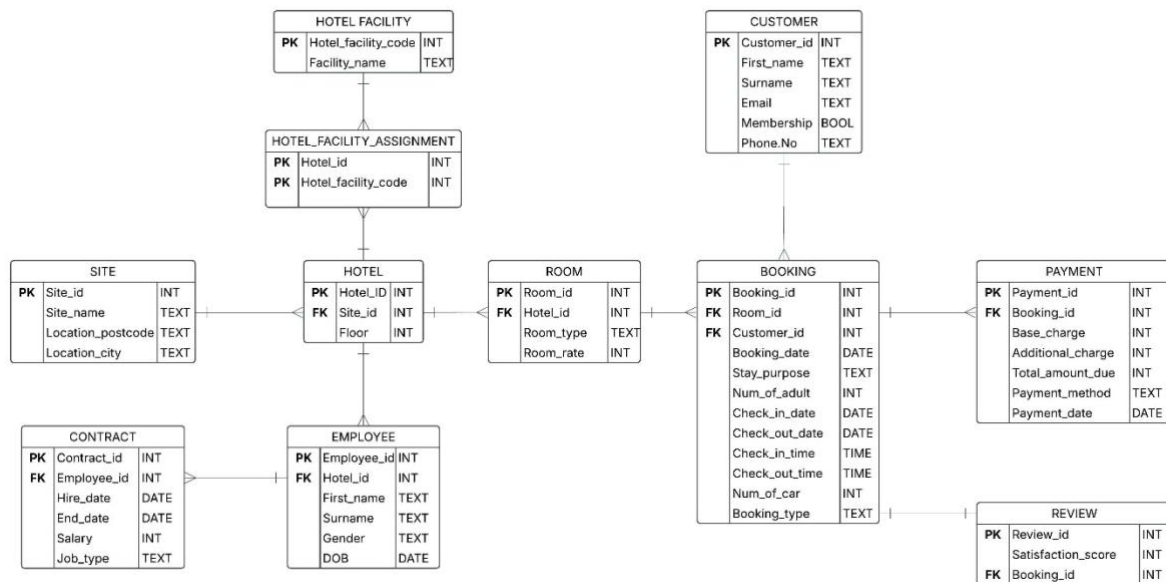 HOTEL FACILITY
PK Hotel_facility_code INT
Facility_name TEXT
CUSTOMER
PK Customer_id INT
First_name TEXT
Surname TEXT
Email TEXT
Membership BOOL
Phone.No TEXT
HOTEL_FACILITY_ASSIGNMENT
PK Hotel_id INT
PK Hotel_facility_code INT
SITE
PK Site_id INT
Site_name TEXT
Location_postcode TEXT
Location_city TEXT
HOTEL
PK Hotel_ID INT
FK Site_id INT
Floor INT
ROOM
PK Room_id INT
FK Hotel_id INT
Room_type TEXT
Room_rate INT
BOOKING
PK Booking_id INT
FK Room_id INT
FK Customer_id INT
Booking_date DATE
Stay_purpose TEXT
Num_of_adult INT
Check_in_date DATE
Check_out_date DATE
Check_in_time TIME
Check_out_time TIME
Num_of_car INT
Booking_type TEXT
PAYMENT
PK Payment_id INT
FK Booking_id INT
Base_charge INT
Additional_charge INT
Total_amount_due INT
Payment_method TEXT
Payment_date DATE
CONTRACT
PK Contract_id INT
FK Employee_id INT
Hire_date DATE
End_date DATE
Salary INT
Job_type TEXT
EMPLOYEE
PK Employee_id INT
FK Hotel_id INT
First_name TEXT
Surname TEXT
Gender TEXT
DOB DATE
REVIEW
PK Review_id INT
Satisfaction_score INT
FK Booking_id INT